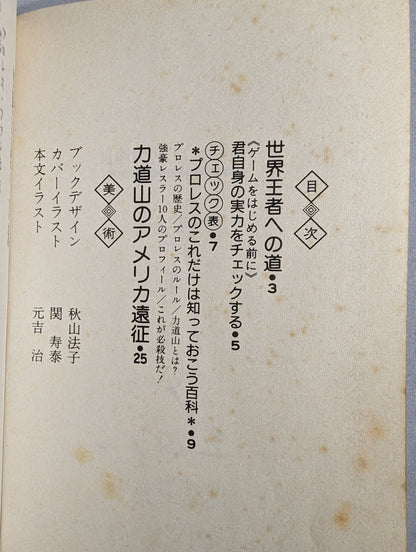 目次
世界王者への道●3
《ゲームをはじめる前に》
君自身の実力をチェックする●5
チェック表●7
*プロレスのこれだけは知っておこう百科*●9
プロレスの歴史/プロレスのルール/力道山とは?
強豪レスラー10人のプロフィール/これが必殺技だ!
力道山のアメリカ遠征●25
美術
ブックデザイン 秋山法子
カバーイラスト 関寿泰
本文イラスト 元吉治